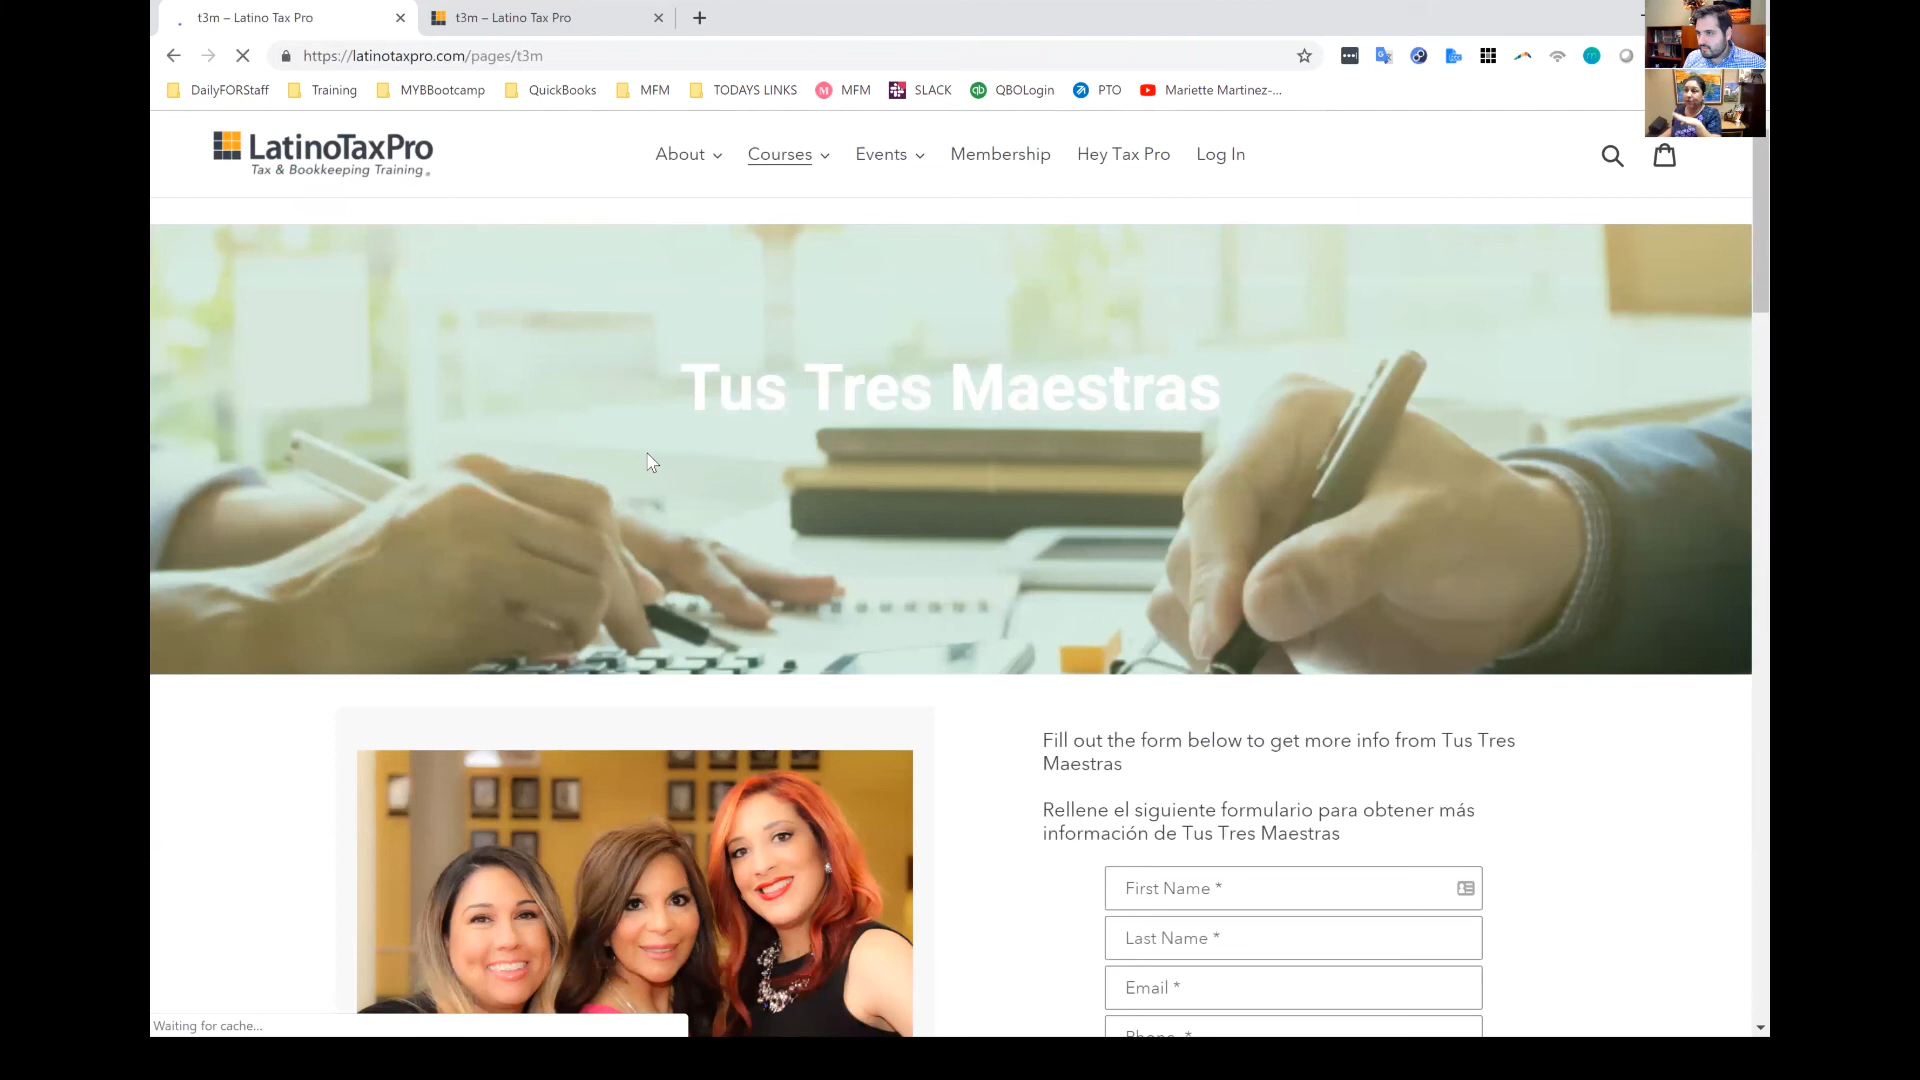 t3m – Latino Tax Pro
t3m – Latino Tax Pro
https://latinotaxpro.com/pages/t3m
DailyFORStaff
Training
MYBBootcamp
QuickBooks
MFM
TODAYS LINKS
MFM
SLACK
QBOLogin
PTO
Mariette Martinez-...
LatinoTaxPro
Tax & Bookkeeping Training
About
Courses
Events
Membership
Hey Tax Pro
Log In
Tus Tres Maestras
Fill out the form below to get more info from Tus Tres
Maestras
Rellene el siguiente formulario para obtener más
información de Tus Tres Maestras
First Name *
Last Name *
Email *
Phone *
Waiting for cache...